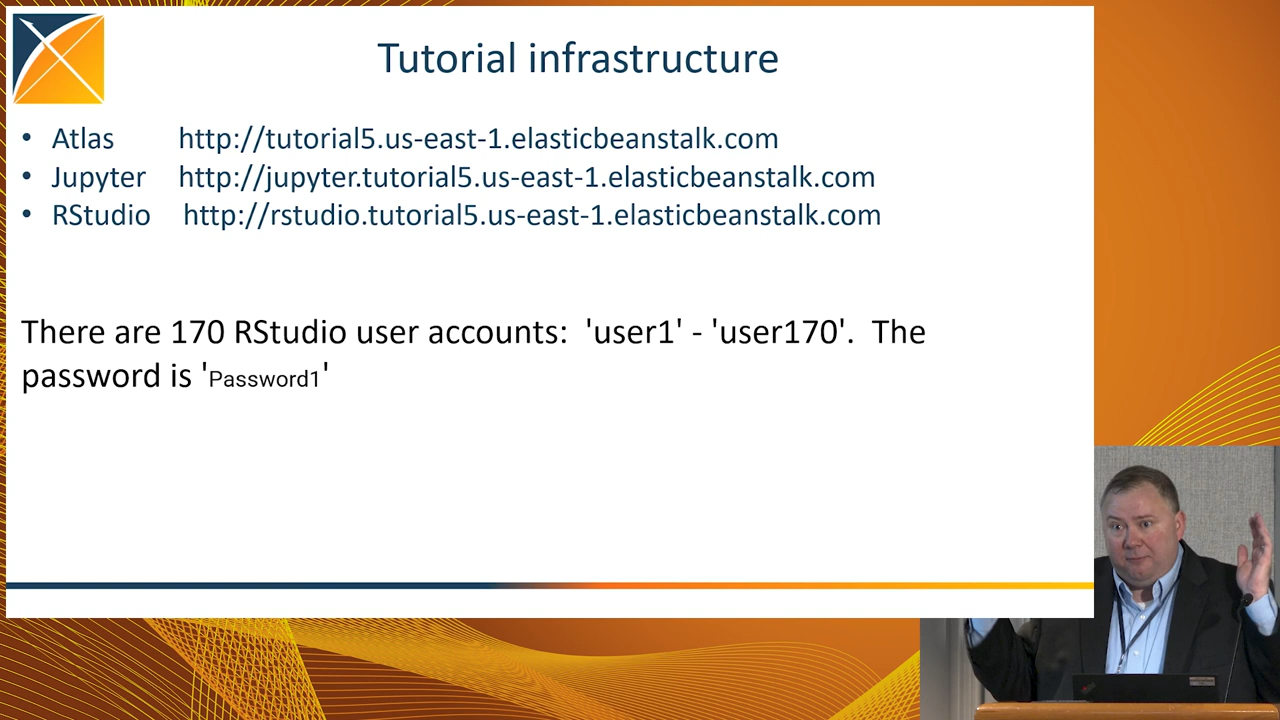 Tutorial infrastructure
• Atlas http://tutorial5.us-east-1.elasticbeanstalk.com
• Jupyter http://jupyter.tutorial5.us-east-1.elasticbeanstalk.com
• RStudio http://rstudio.tutorial5.us-east-1.elasticbeanstalk.com
There are 170 RStudio user accounts: 'user1' - 'user170'. The
password is 'Password1'